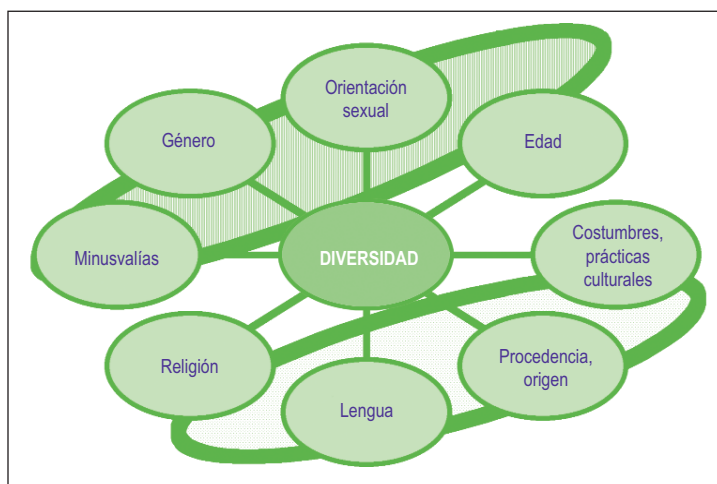 Orientación
sexual
Género
Edad
Minusvalías
DIVERSIDAD
Costumbres,
prácticas
culturales
Religión
Procedencia,
origen
Lengua